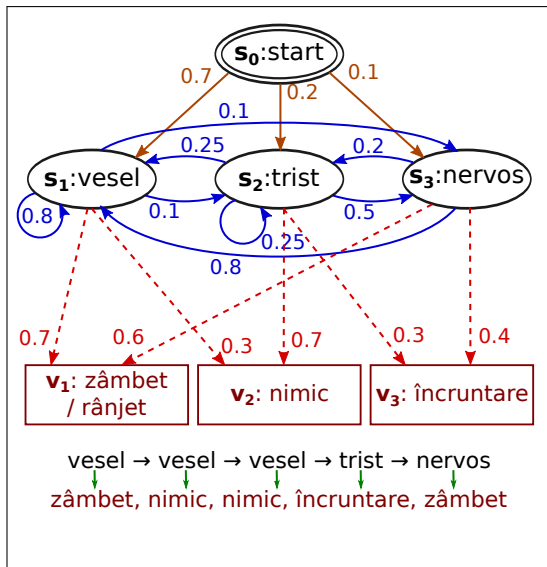 s₀:start
0.7
0.2
0.1
0.1
0.25
0.2
s₁:vesel
s₂:trist
s₃:nervos
0.8
0.1
0.25
0.5
0.8
0.7
0.6
0.3
0.7
0.3
0.4
v₁: zâmbet
/ rânjet
v₂: nimic
v₃: încruntare
vesel → vesel → vesel → trist → nervos
zâmbet, nimic, nimic, încruntare, zâmbet